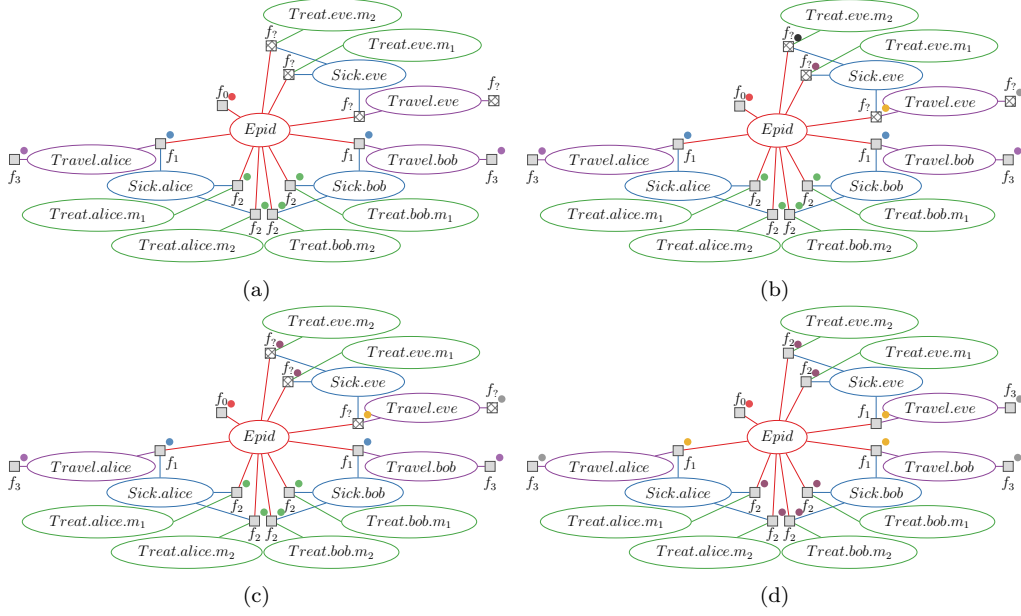 Treat.eve.m₂
f?
Treat.eve.m₁
f?
Sick.eve
f?
f₀
f?
Travel.eve
Epid
f₁
f₁
Travel.alice
Travel.bob
f₃
f₃
Sick.alice
f₂
f₂
Sick.bob
Treat.alice.m₁
Treat.bob.m₁
f₂
f₂
Treat.alice.m₂
Treat.bob.m₂
(a)
Treat.eve.m₂
f?
Treat.eve.m₁
f?
Sick.eve
f?
f₀
f?
Travel.eve
Epid
f₁
f₁
Travel.alice
Travel.bob
f₃
f₃
Sick.alice
f₂
f₂
Sick.bob
Treat.alice.m₁
Treat.bob.m₁
f₂
f₂
Treat.alice.m₂
Treat.bob.m₂
(b)
Treat.eve.m₂
f?
Treat.eve.m₁
f?
Sick.eve
f?
f₀
f?
Travel.eve
Epid
f₁
f₁
Travel.alice
Travel.bob
f₃
f₃
Sick.alice
f₂
f₂
Sick.bob
Treat.alice.m₁
Treat.bob.m₁
f₂
f₂
Treat.alice.m₂
Treat.bob.m₂
(c)
Treat.eve.m₂
f₂
Treat.eve.m₁
f₂
Sick.eve
f₃
f₀
f₁
Travel.eve
Epid
f₁
f₁
Travel.alice
Travel.bob
f₃
f₃
Sick.alice
f₂
f₂
Sick.bob
Treat.alice.m₁
Treat.bob.m₁
f₂
f₂
Treat.alice.m₂
Treat.bob.m₂
(d)